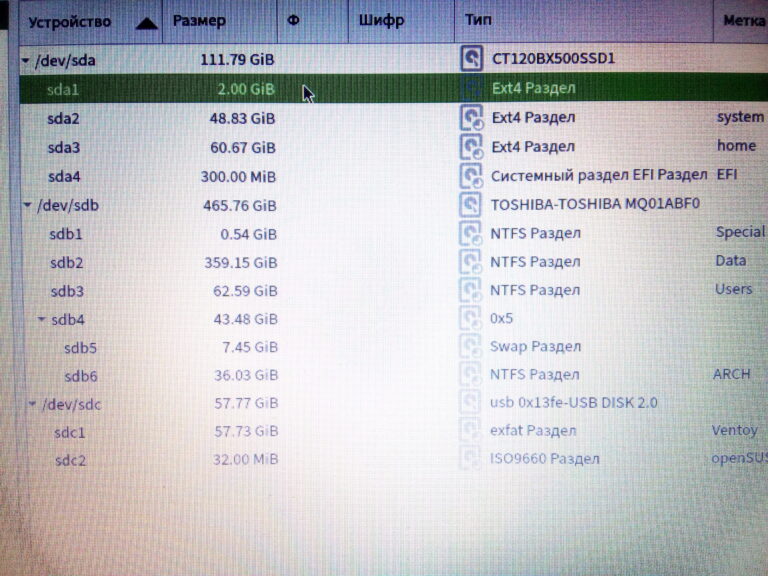 Устройство Размер Ф Шифр Тип Метка
/dev/sda 111.79 GiB CT120BX500SSD1
sda1 2.00 GiB Ext4 Раздел
sda2 48.83 GiB Ext4 Раздел system
sda3 60.67 GiB Ext4 Раздел home
sda4 300.00 MiB Системный раздел EFI Раздел EFI
/dev/sdb 465.76 GiB TOSHIBA-TOSHIBA MQ01ABF0
sdb1 0.54 GiB NTFS Раздел Special
sdb2 359.15 GiB NTFS Раздел Data
sdb3 62.59 GiB NTFS Раздел Users
sdb4 43.48 GiB 0x5
sdb5 7.45 GiB Swap Раздел
sdb6 36.03 GiB NTFS Раздел ARCH
/dev/sdc 57.77 GiB usb 0x13fe-USB DISK 2.0
sdc1 57.73 GiB exfat Раздел Ventoy
sdc2 32.00 MiB ISO9660 Раздел openSUS